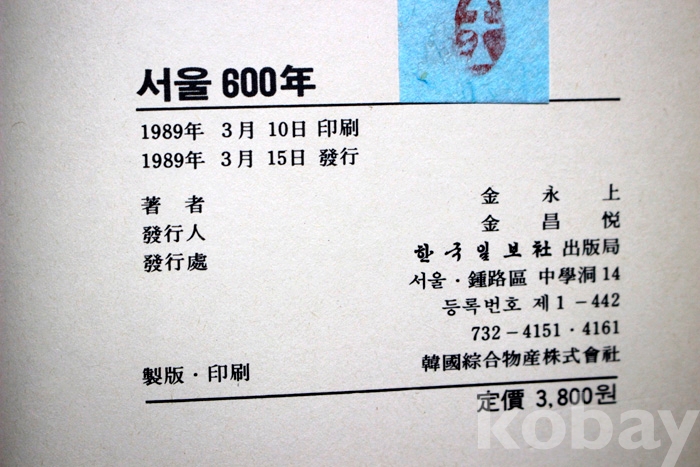 서울 600年
1989年 3月 10日 印刷
1989年 3月 15日 發行
著者 金永上
發行人 金昌悦
發行處 한국일보社 出版局
서울·鍾路區 中學洞14
등록번호 제1-442
732-4151·4161
製版·印刷 韓國綜合物産株式會社
定價 3,800원
kobay